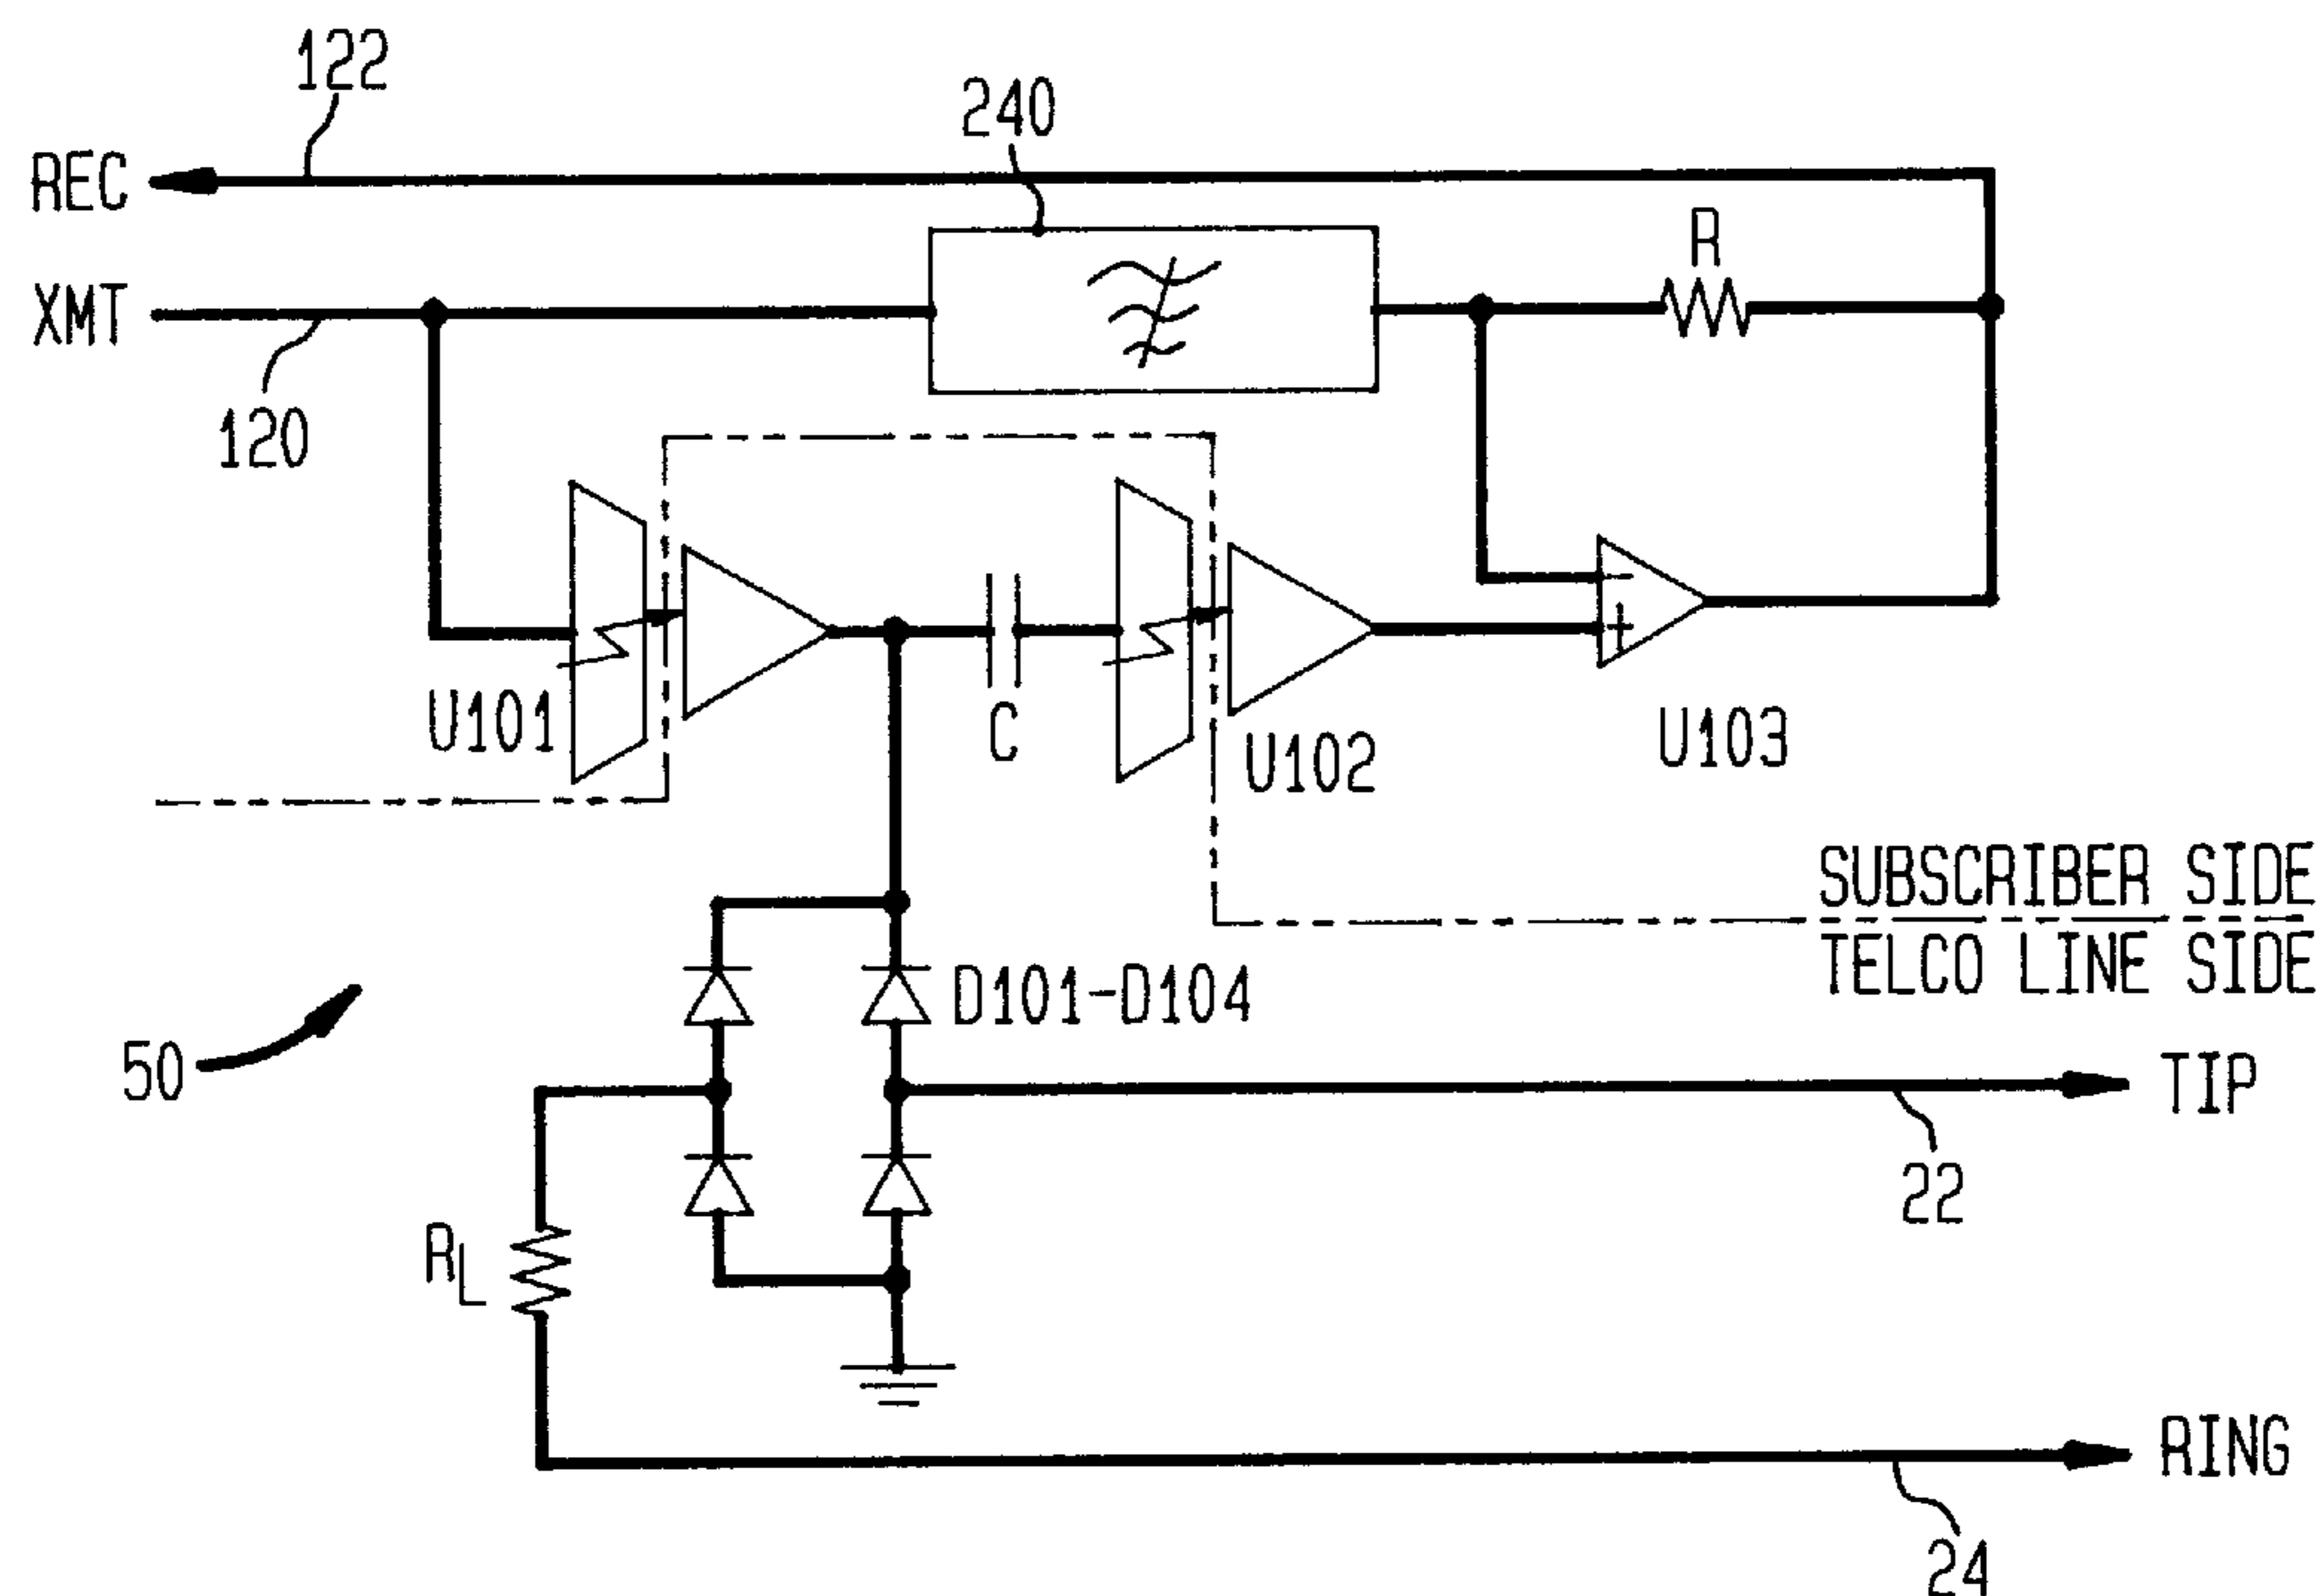 122
240
REC
R
XMT
120
U101
C
U102
U103
-
+
SUBSCRIBER SIDE
TELCO LINE SIDE
D101-D104
50
TIP
22
RL
RING
24